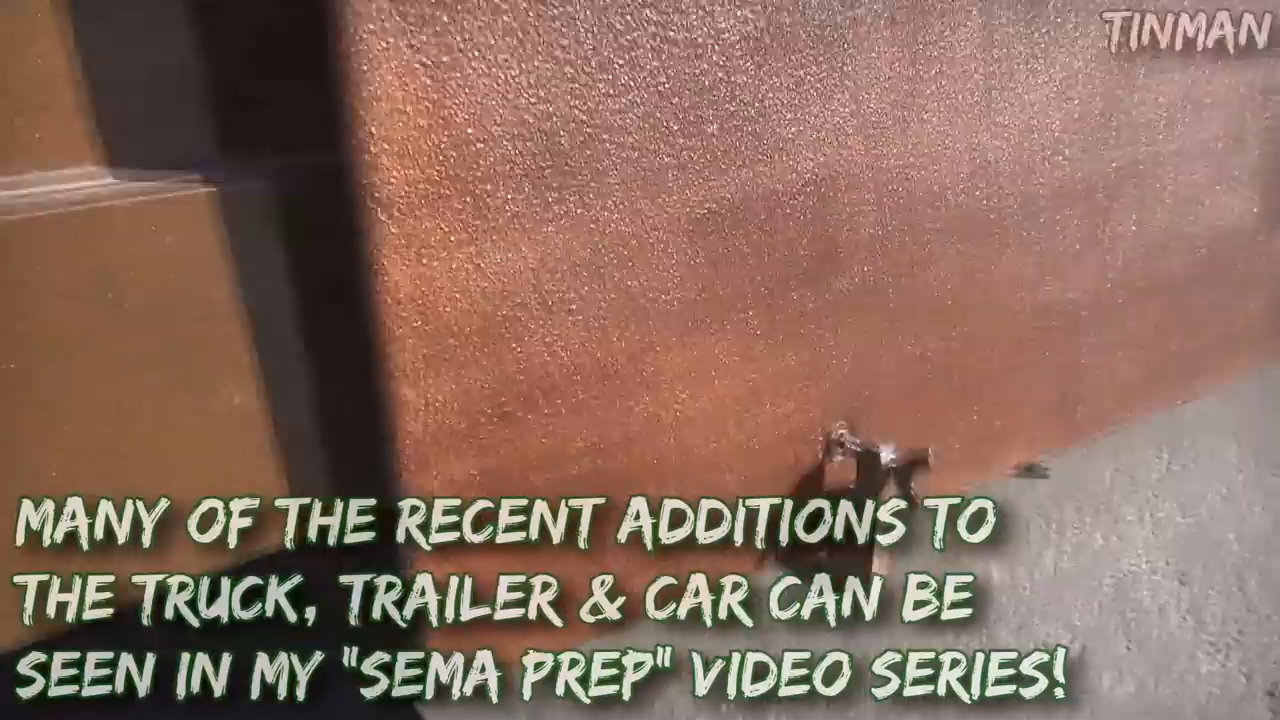 TINMAN
MANY OF THE RECENT ADDITIONS TO
THE TRUCK, TRAILER & CAR CAN BE
SEEN IN MY "SEMA PREP" VIDEO SERIES!